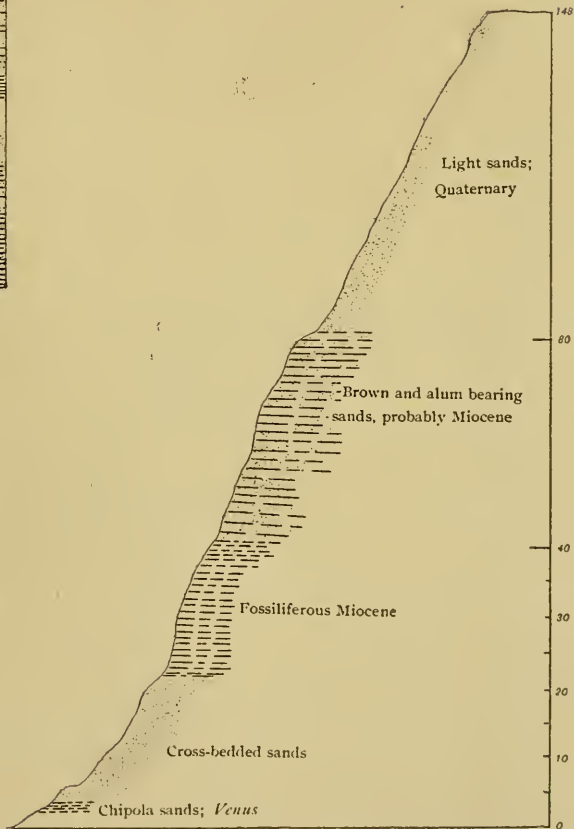 148
Light sands;
Quaternary
80
Brown and alum bearing
sands, probably Miocene
40
30
Fossiliferous Miocene
20
Cross-bedded sands
10
Chipola sands; Venus
0